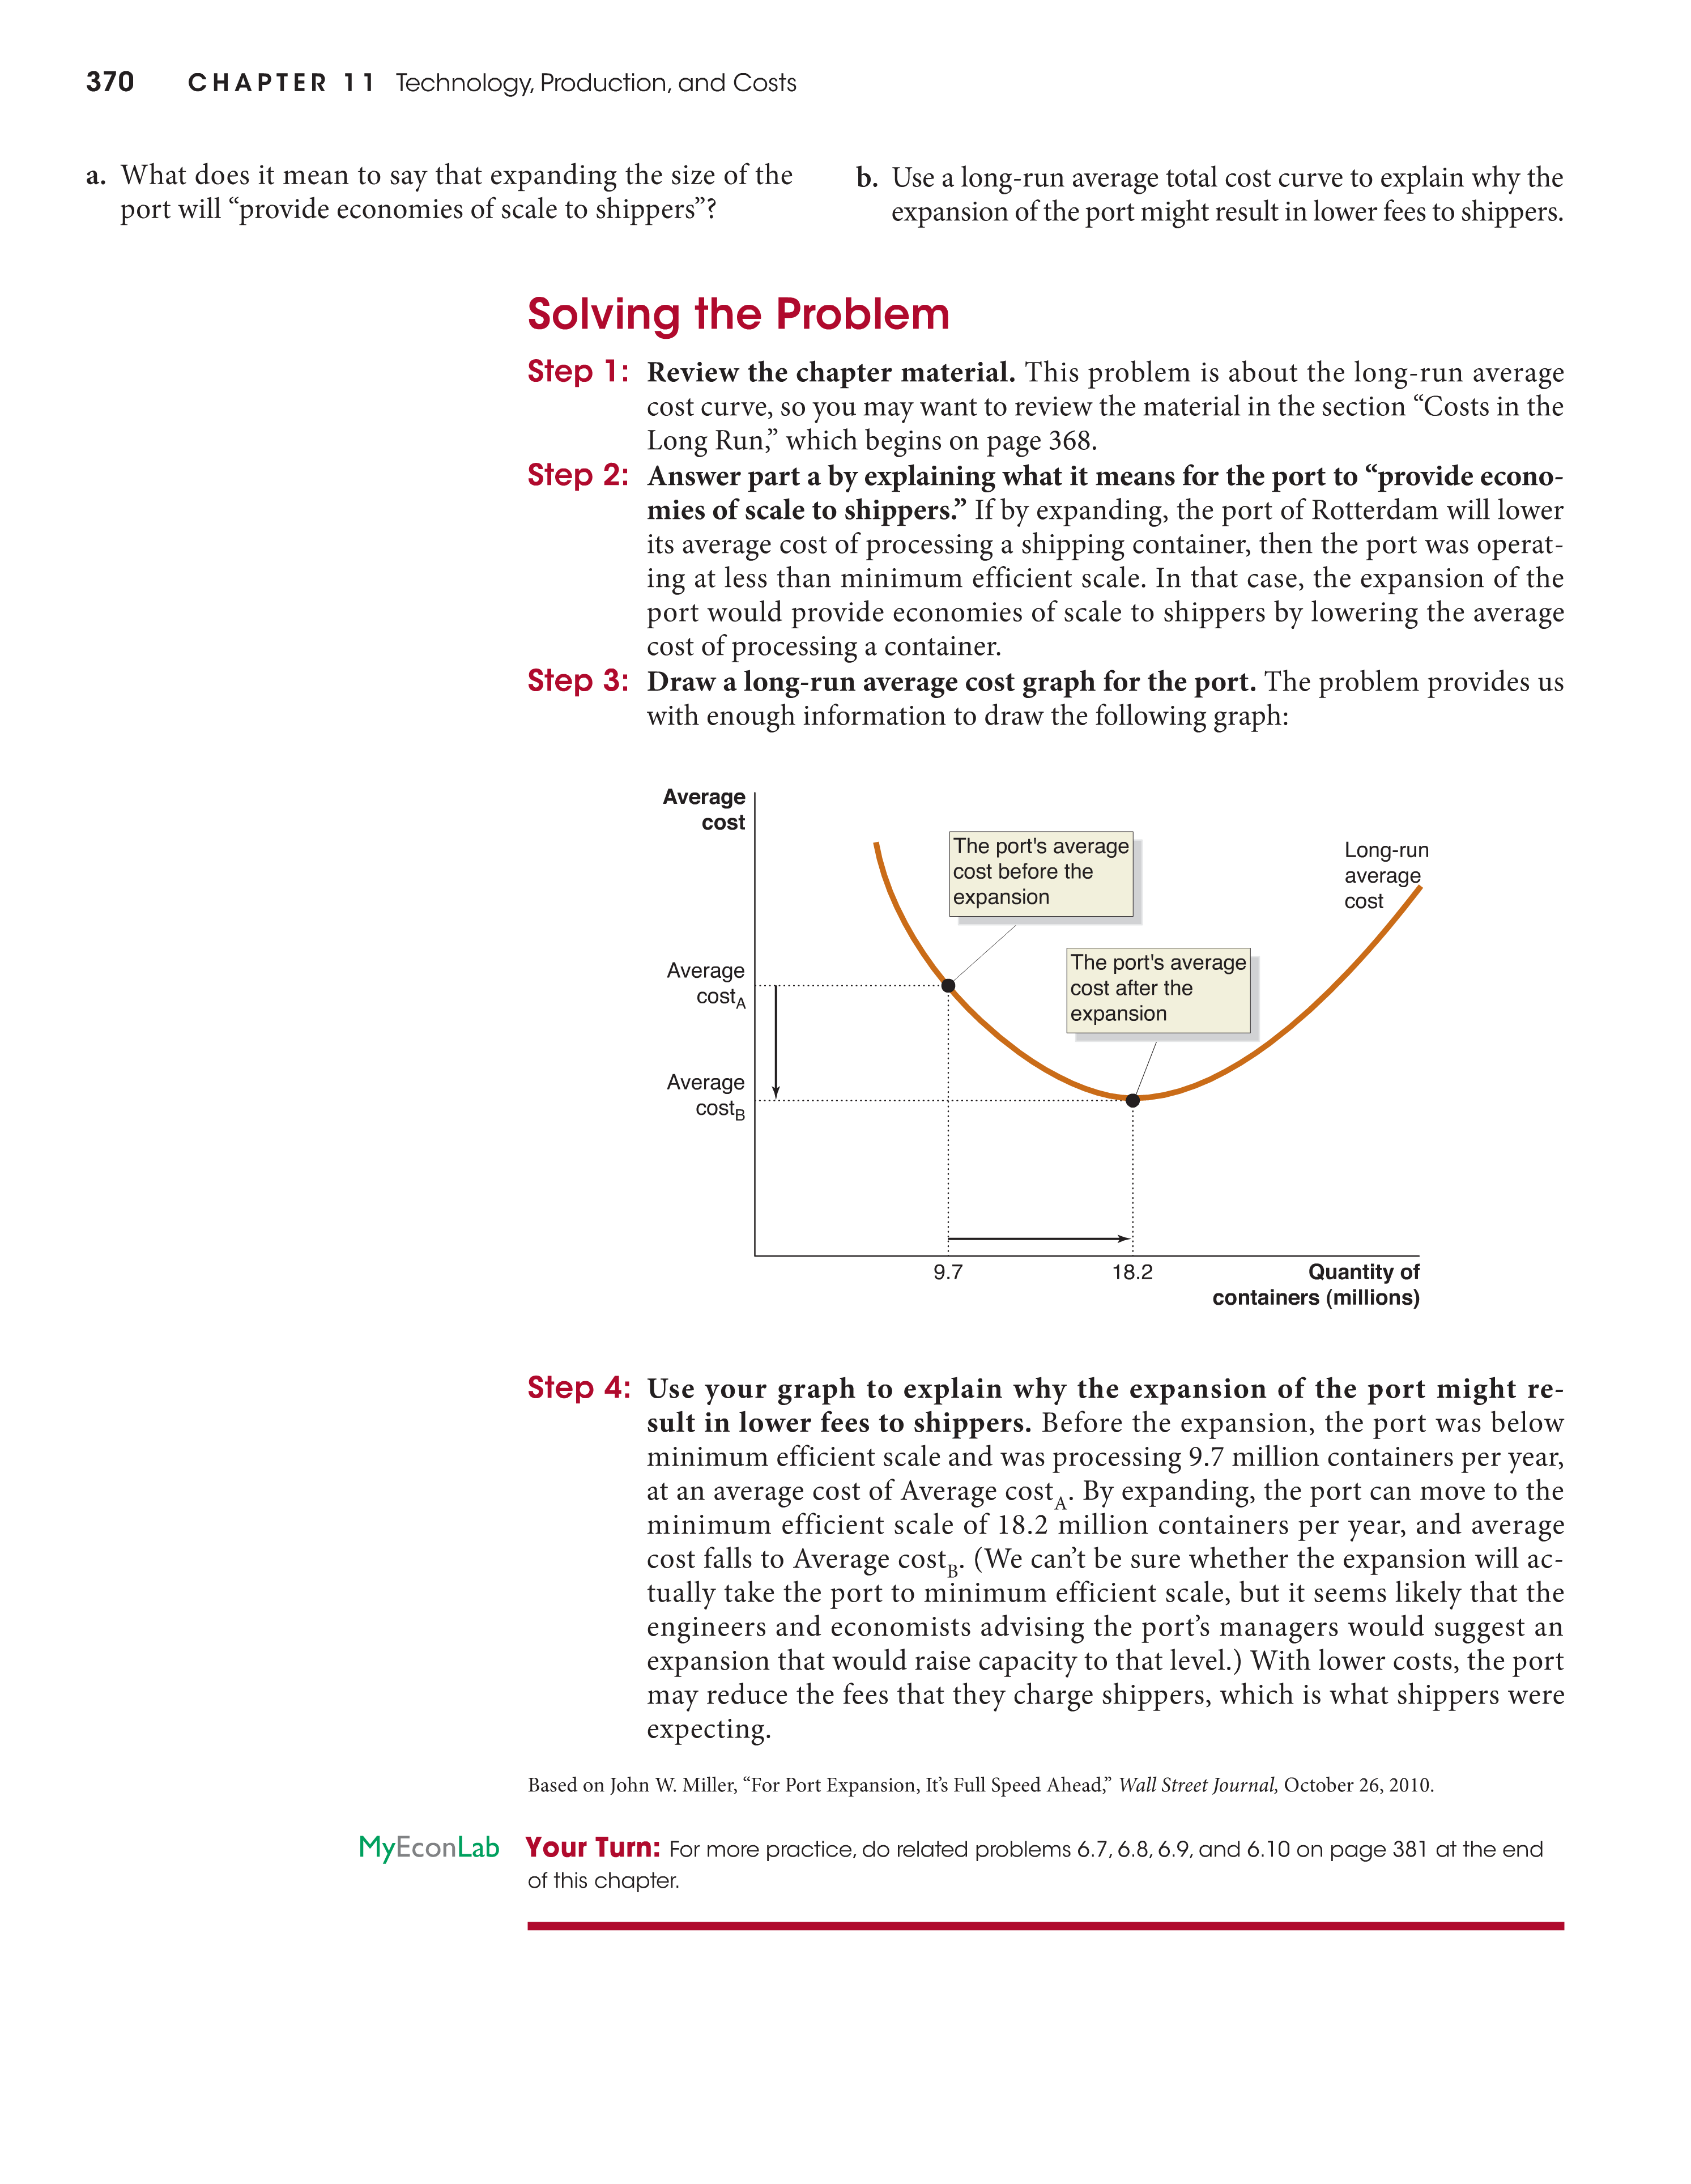 370 CHAPTER 11 Technology, Production, and Costs
a. What does it mean to say that expanding the size of the
port will “provide economies of scale to shippers”?
b. Use a long-run average total cost curve to explain why the
expansion of the port might result in lower fees to shippers.
Solving the Problem
Step 1: Review the chapter material. This problem is about the long-run average
cost curve, so you may want to review the material in the section “Costs in the
Long Run,” which begins on page 368.
Step 2: Answer part a by explaining what it means for the port to “provide econo-
mies of scale to shippers.” If by expanding, the port of Rotterdam will lower
its average cost of processing a shipping container, then the port was operat-
ing at less than minimum efficient scale. In that case, the expansion of the
port would provide economies of scale to shippers by lowering the average
cost of processing a container.
Step 3: Draw a long-run average cost graph for the port. The problem provides us
with enough information to draw the following graph:
Average
cost
The port's average
cost before the
expansion
Long-run
average
cost
The port's average
cost after the
expansion
Average
costA
Average
costB
9.7
18.2
Quantity of
containers (millions)
Step 4: Use your graph to explain why the expansion of the port might re-
sult in lower fees to shippers. Before the expansion, the port was below
minimum efficient scale and was processing 9.7 million containers per year,
at an average cost of Average costA. By expanding, the port can move to the
minimum efficient scale of 18.2 million containers per year, and average
cost falls to Average costB. (We can’t be sure whether the expansion will ac-
tually take the port to minimum efficient scale, but it seems likely that the
engineers and economists advising the port’s managers would suggest an
expansion that would raise capacity to that level.) With lower costs, the port
may reduce the fees that they charge shippers, which is what shippers were
expecting.
Based on John W. Miller, “For Port Expansion, It’s Full Speed Ahead,” Wall Street Journal, October 26, 2010.
MyEconLab Your Turn: For more practice, do related problems 6.7, 6.8, 6.9, and 6.10 on page 381 at the end
of this chapter.